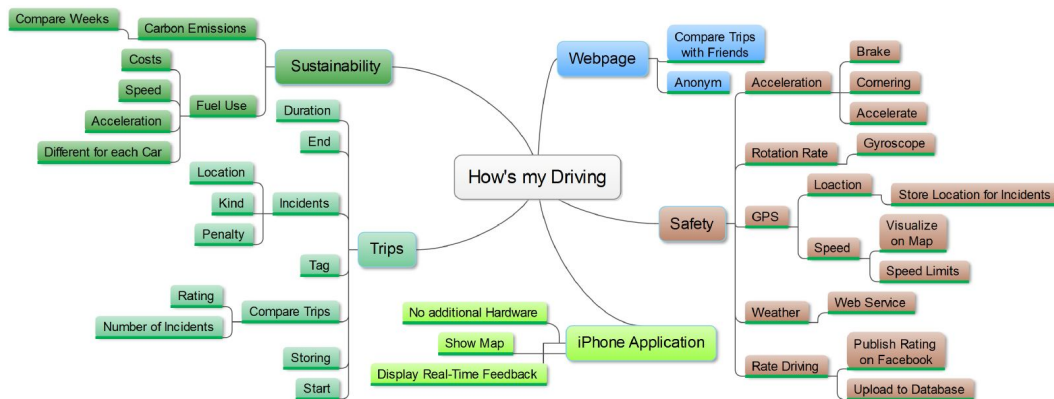 How's my Driving
Webpage
Compare Trips
with Friends
Anonym
Safety
Acceleration
Brake
Cornering
Accelerate
Rotation Rate
Gyroscope
GPS
Loaction
Store Location for Incidents
Speed
Visualize
on Map
Speed Limits
Weather
Web Service
Rate Driving
Publish Rating
on Facebook
Upload to Database
iPhone Application
No additional Hardware
Show Map
Display Real-Time Feedback
Sustainability
Carbon Emissions
Compare Weeks
Fuel Use
Costs
Speed
Acceleration
Different for each Car
Trips
Duration
End
Incidents
Location
Kind
Penalty
Tag
Compare Trips
Rating
Number of Incidents
Storing
Start